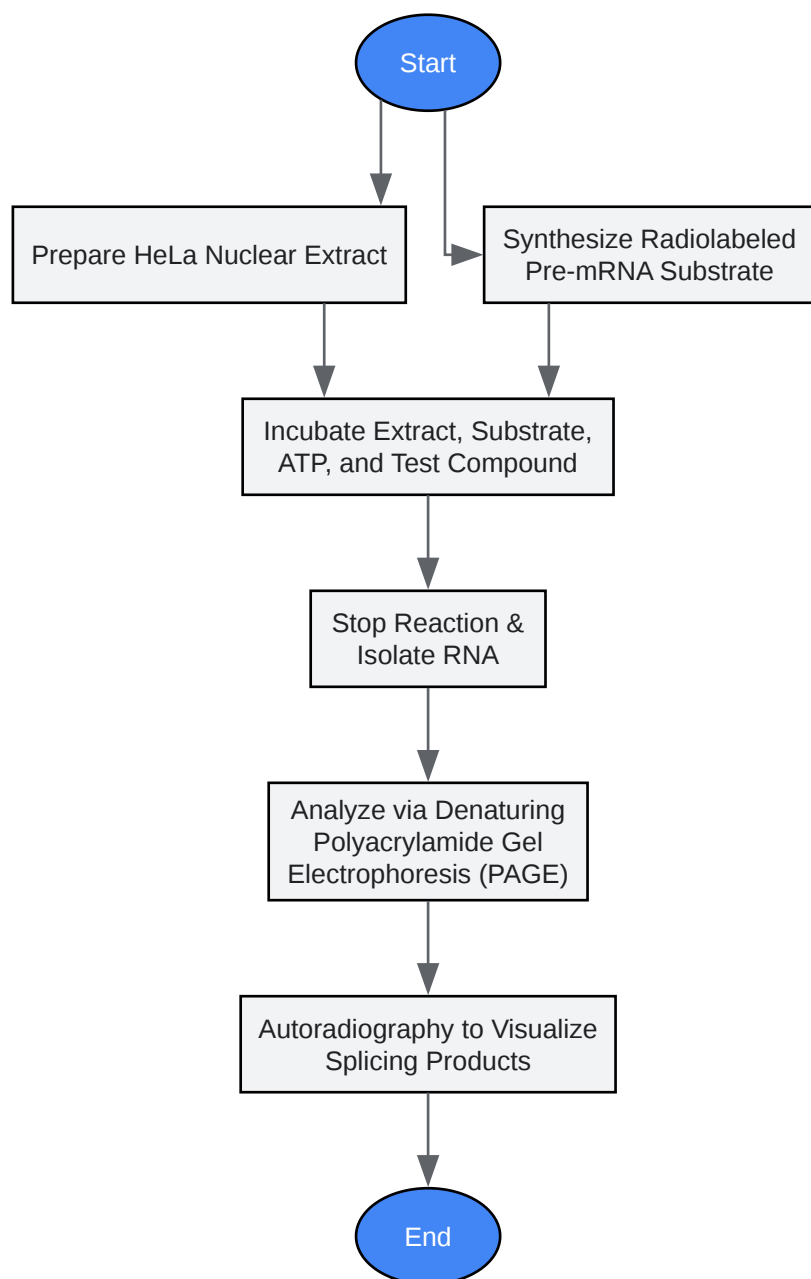 Start
Prepare HeLa Nuclear Extract
Synthesize Radiolabeled
Pre-mRNA Substrate
Incubate Extract, Substrate,
ATP, and Test Compound
Stop Reaction &
Isolate RNA
Analyze via Denaturing
Polyacrylamide Gel
Electrophoresis (PAGE)
Autoradiography to Visualize
Splicing Products
End